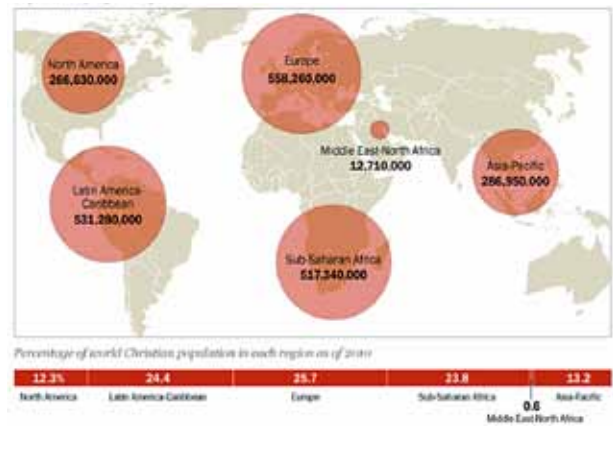 North America
266,630,000
Europe
558,260,000
Middle East-North Africa
12,710,000
Asia-Pacific
286,950,000
Latin America-
Caribbean
531,280,000
Sub-Saharan Africa
517,340,000
Percentage of world Christian population in each region as of 2010
12.3% 24.4 25.7 23.8 13.2
North America Latin America-Caribbean Europe Sub-Saharan Africa 0.6 Asia-Pacific
Middle East-North Africa